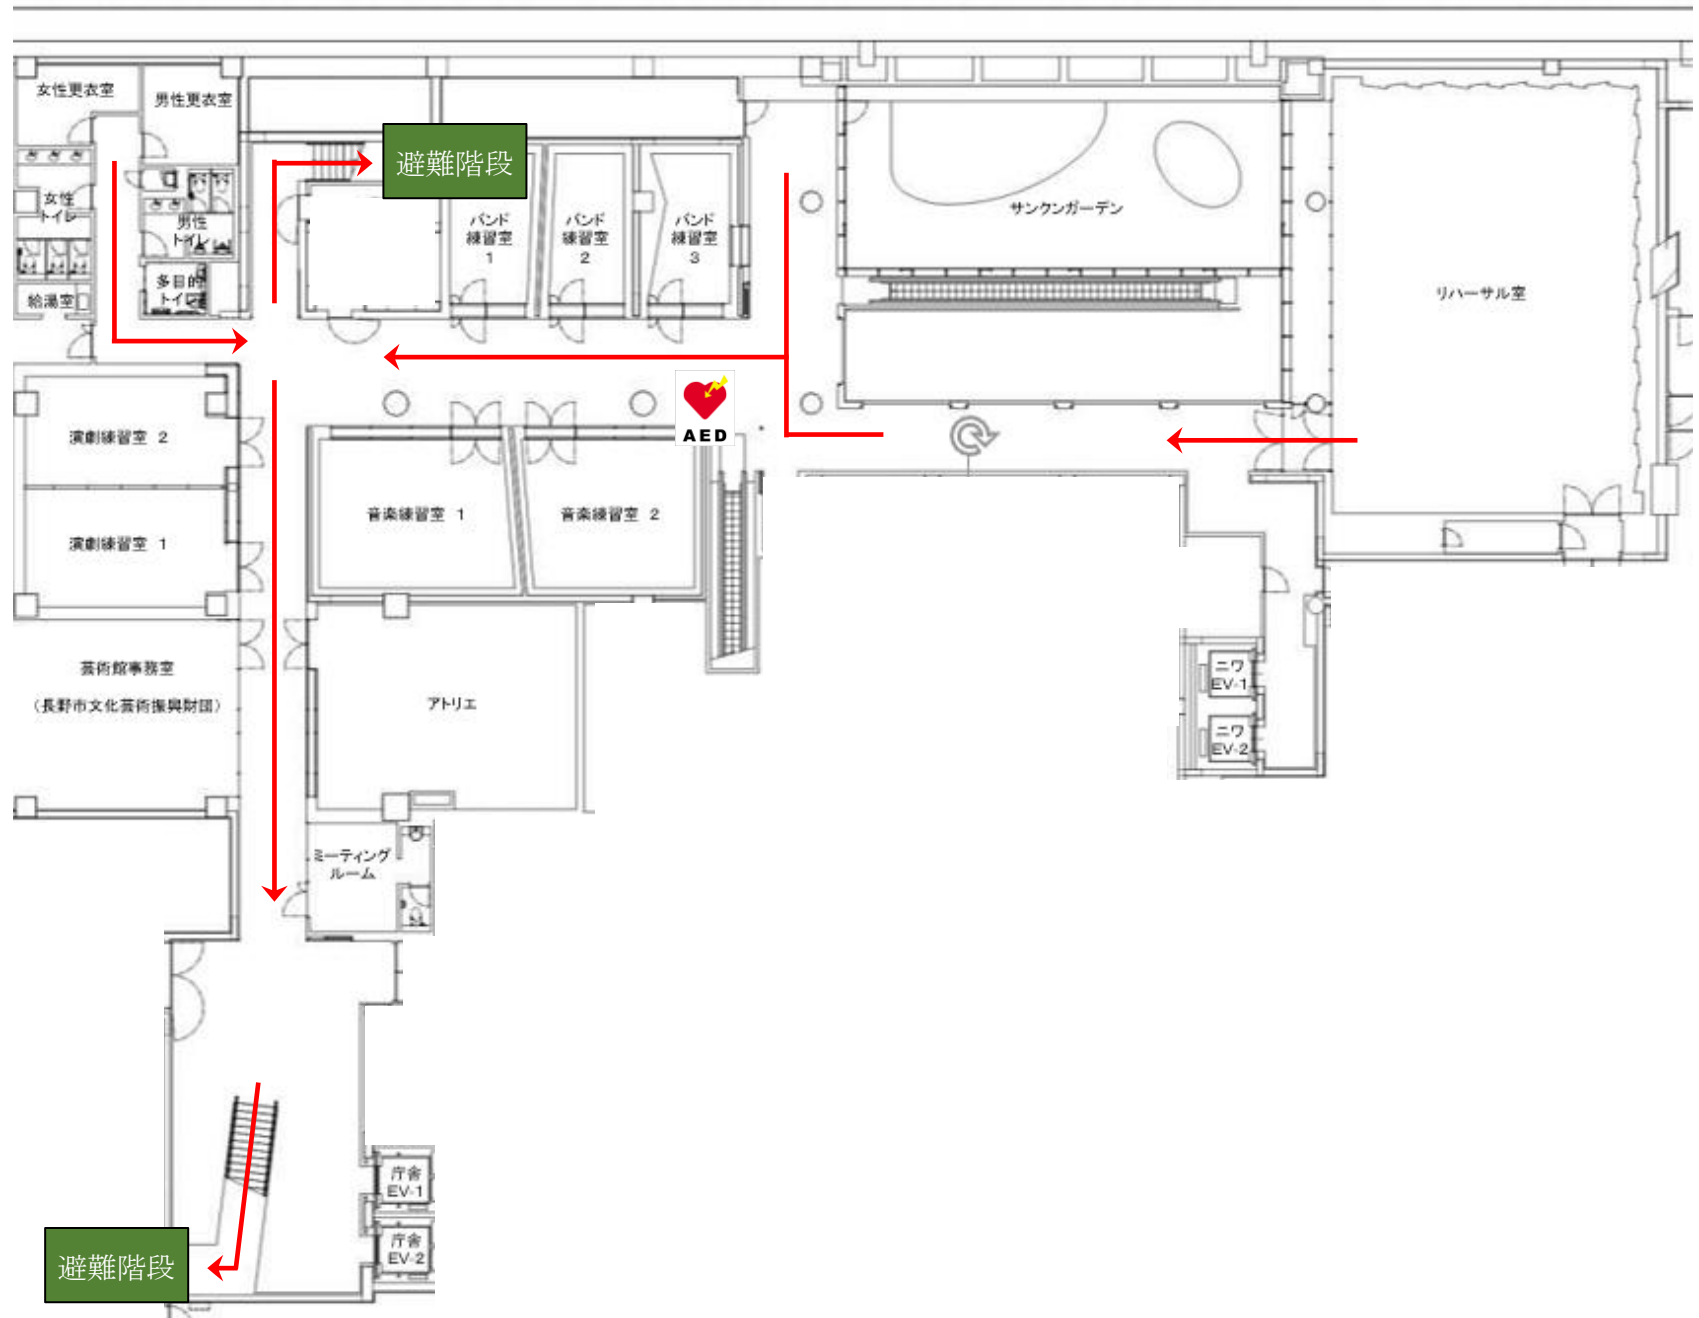 女性更衣室
男性更衣室
避難階段
女性
トイレ
男性
トイレ
多目的
トイレ
給湯室
バンド
練習室
1
バンド
練習室
2
バンド
練習室
3
サンクンガーデン
リハーサル室
AED
演劇練習室 2
演劇練習室 1
音楽練習室 1
音楽練習室 2
芸術館事務室
(長野市文化芸術振興財団)
アトリエ
ニワ
EV-1
ニワ
EV-2
ミーティング
ルーム
庁舎
EV-1
庁舎
EV-2
避難階段